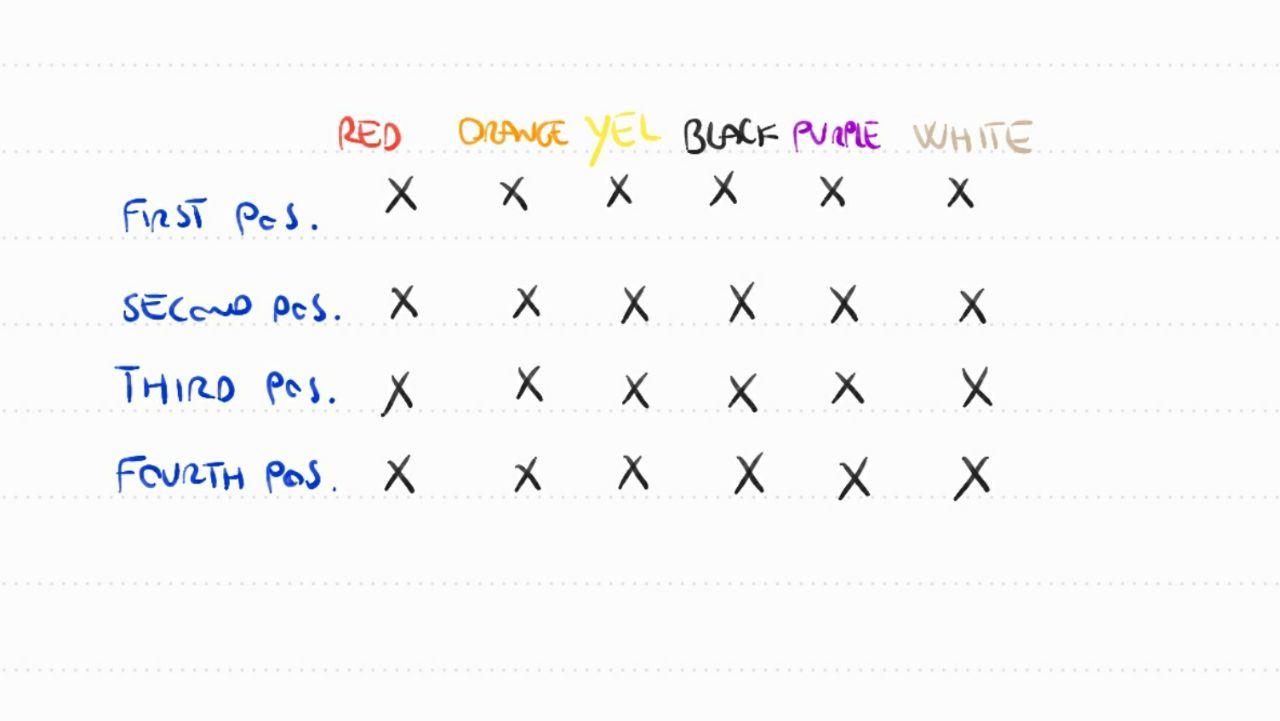 RED ORANGE YEL BLACK PURPLE WHITE
FIRST POS. X X X X X X
SECOND POS. X X X X X X
THIRD POS. X X X X X X
FOURTH POS. X X X X X X